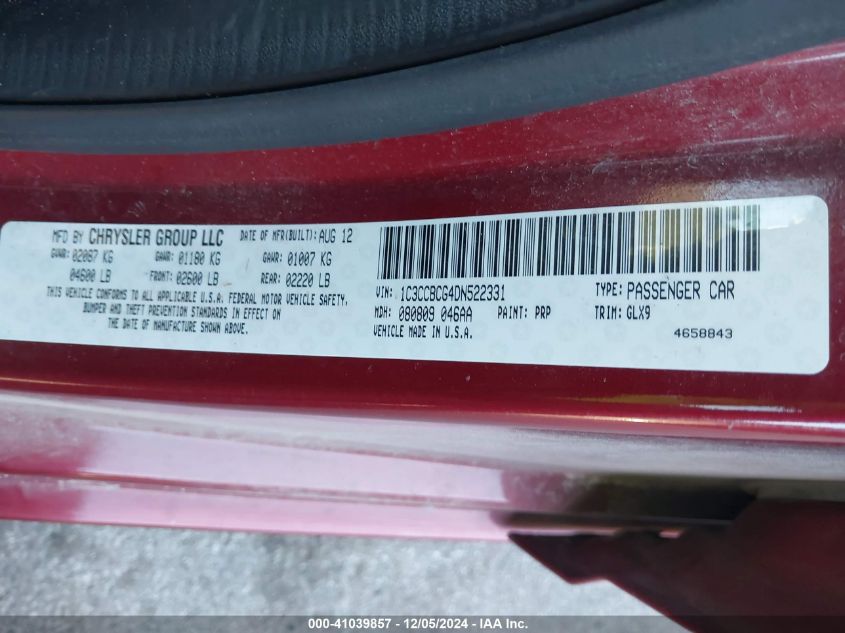 MFD BY CHRYSLER GROUP LLC DATE OF MFR(BUILT): AUG 12
GVWR: 02087 KG GAWR: 01180 KG GAWR: 01007 KG
04600 LB FRONT: 02600 LB REAR: 02220 LB
THIS VEHICLE CONFORMS TO ALL APPLICABLE U.S.A. FEDERAL MOTOR VEHICLE SAFETY,
BUMPER AND THEFT PREVENTION STANDARDS IN EFFECT ON
THE DATE OF MANUFACTURE SHOWN ABOVE.
VIN: 1C3CCBCG4DN522331 TYPE: PASSENGER CAR
MDH: 080809 046AA PAINT: PRP TRIM: GLX9
VEHICLE MADE IN U.S.A. 4658843
000-41039857 - 12/05/2024 - IAA Inc.